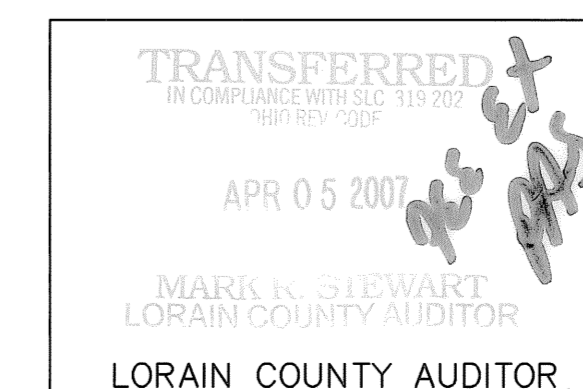 TRANSFERRED
IN COMPLIANCE WITH SEC 319 202
OHIO REV CODE
APR 05 2007
MARK R. STEWART
LORAIN COUNTY AUDITOR
LORAIN COUNTY AUDITOR